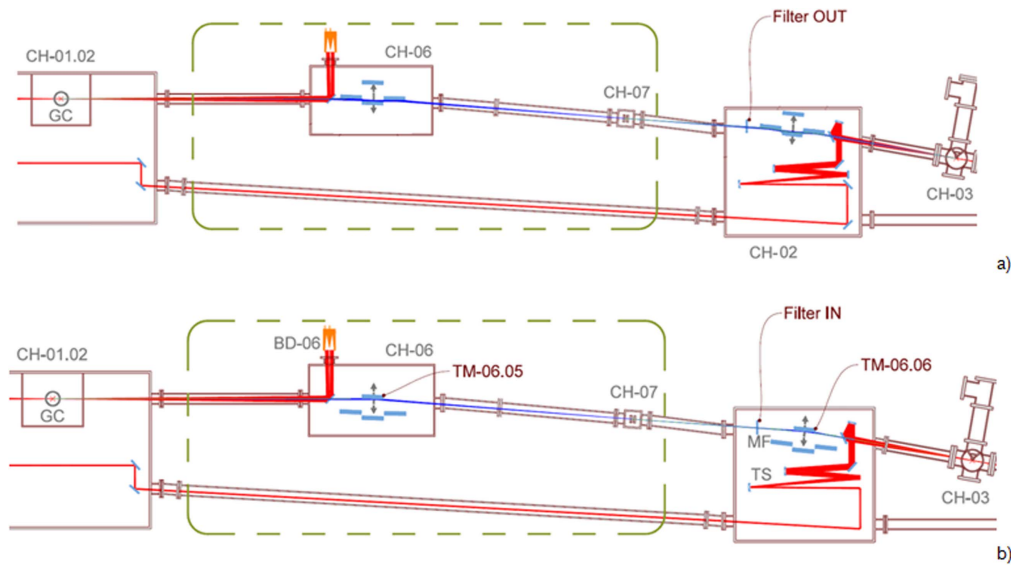 Filter OUT
CH-01.02
CH-06
GC
CH-07
CH-03
CH-02
a)
Filter IN
BD-06
CH-01.02
CH-06
TM-06.05
TM-06.06
CH-07
GC
MF
TS
CH-03
b)